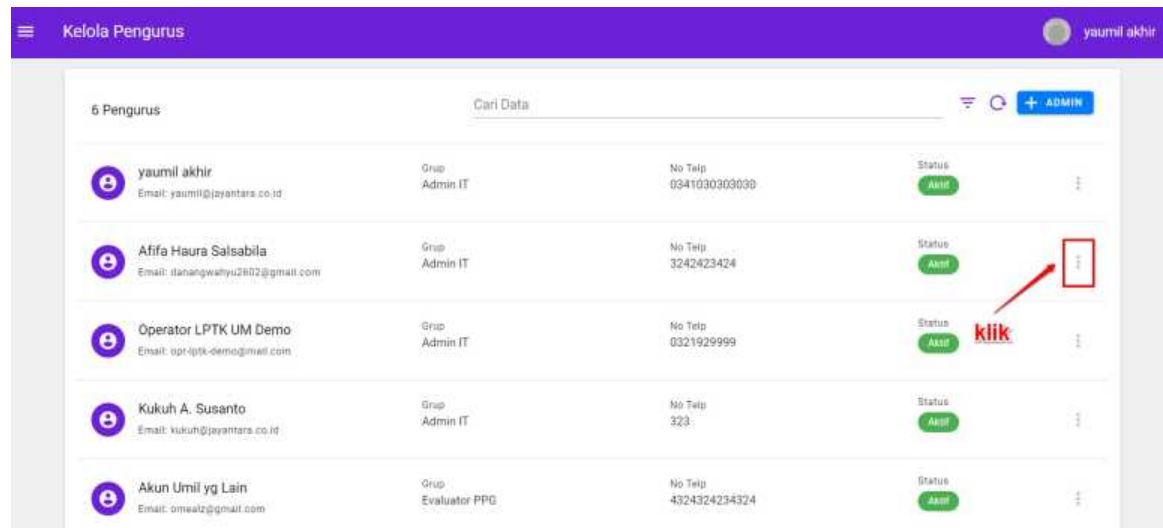 Kelola Pengurus
yaumil akhir
6 Pengurus
Cari Data
+ ADMIN
yaumil akhir
Email: yaumil@jayantara.co.id
Grup
Admin IT
No Telp
0341030303030
Status
Aktif
Afifa Haura Salsabila
Email: danangwahyu2602@gmail.com
Grup
Admin IT
No Telp
3242423424
Status
Aktif
klik
Operator LPTK UM Demo
Email: opr-lptk-demo@mail.com
Grup
Admin IT
No Telp
0321929999
Status
Aktif
Kukuh A. Susanto
Email: kukuh@jayantara.co.id
Grup
Admin IT
No Telp
323
Status
Aktif
Akun Umil yg Lain
Email: omealz@gmail.com
Grup
Evaluator PPG
No Telp
4324324234324
Status
Aktif